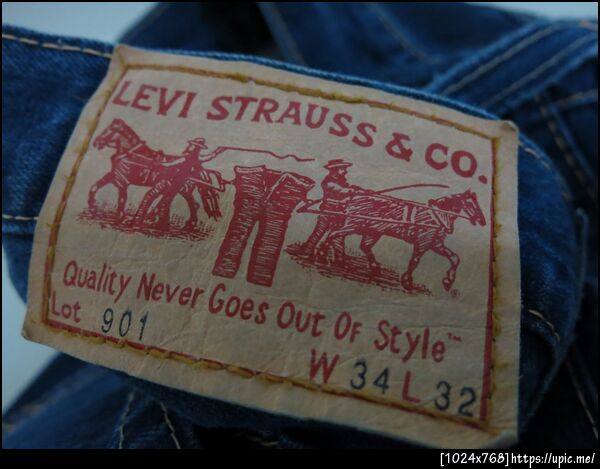 LEVI STRAUSS & CO.
Quality Never Goes Out Of Style™
Lot 901
W 34 L 32
[1024x768]https://upic.me/